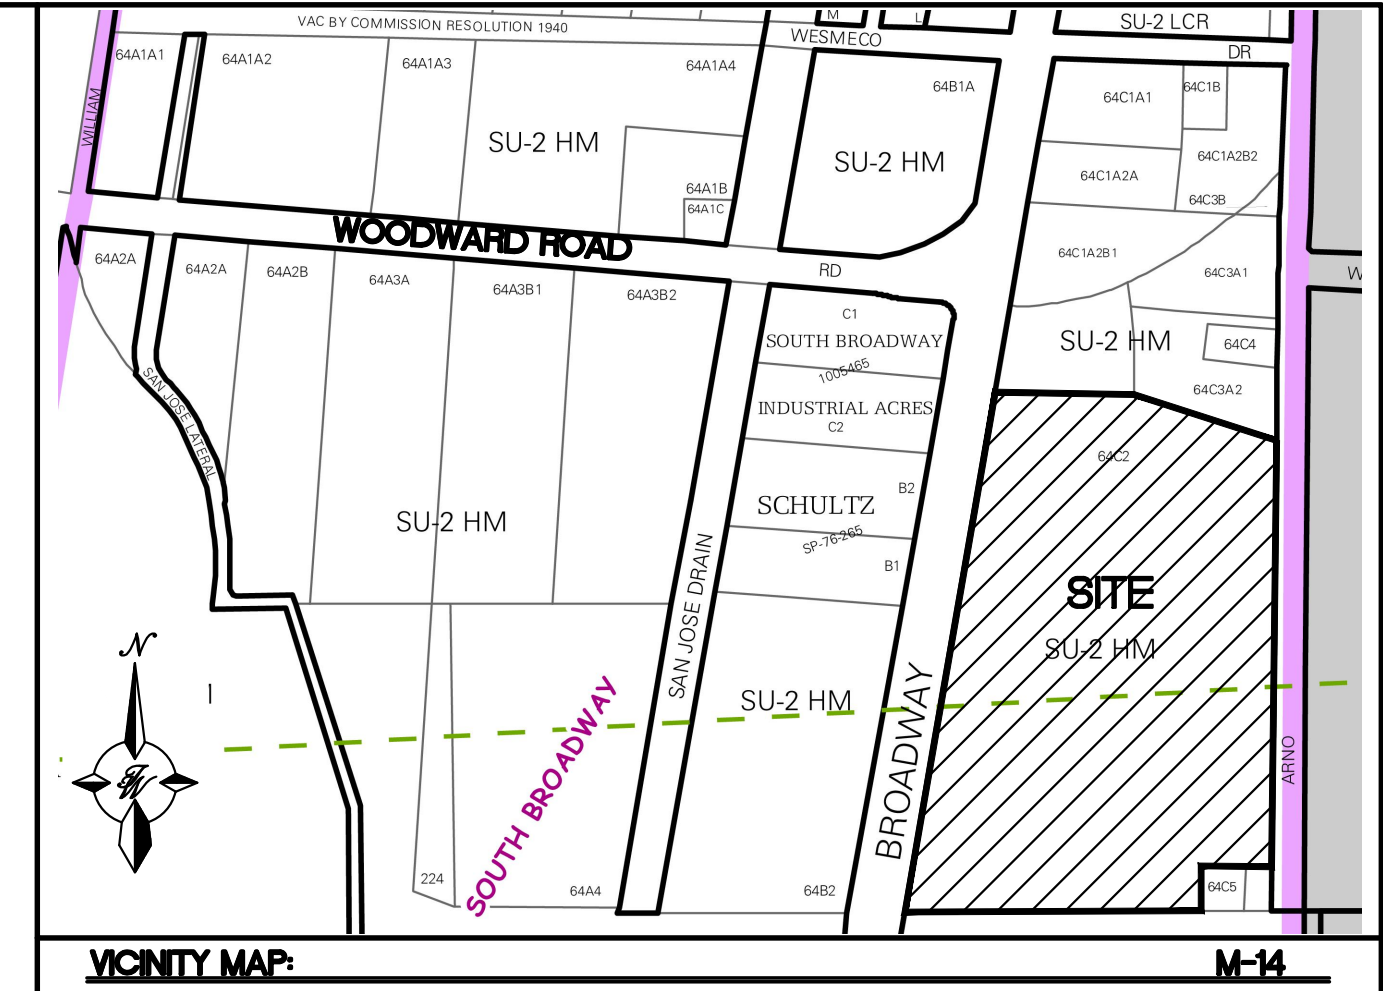 VAC BY COMMISSION RESOLUTION 1940
M
L
SU-2 LCR
WESMECO
DR
64A1A1
64A1A2
64A1A3
64A1A4
64B1A
64C1A1
64C1B
WILLIAM
SU-2 HM
SU-2 HM
64C1A2B2
64C1A2A
64A1B
64A1C
64C3B
WOODWARD ROAD
RD
64A2A
64A2A
64A2B
64A3A
64A3B1
64A3B2
64C1A2B1
64C3A1
W
C1
SOUTH BROADWAY
1005465
INDUSTRIAL ACRES
C2
SU-2 HM
64C4
64C3A2
SAN JOSE LATERAL
64C2
SU-2 HM
SCHULTZ
B2
SP-76-265
B1
SITE
SU-2 HM
SAN JOSE DRAIN
N
SU-2 HM
SOUTH BROADWAY
BROADWAY
ARNO
224
64A4
64B2
64C5
VICINITY MAP:
M-14